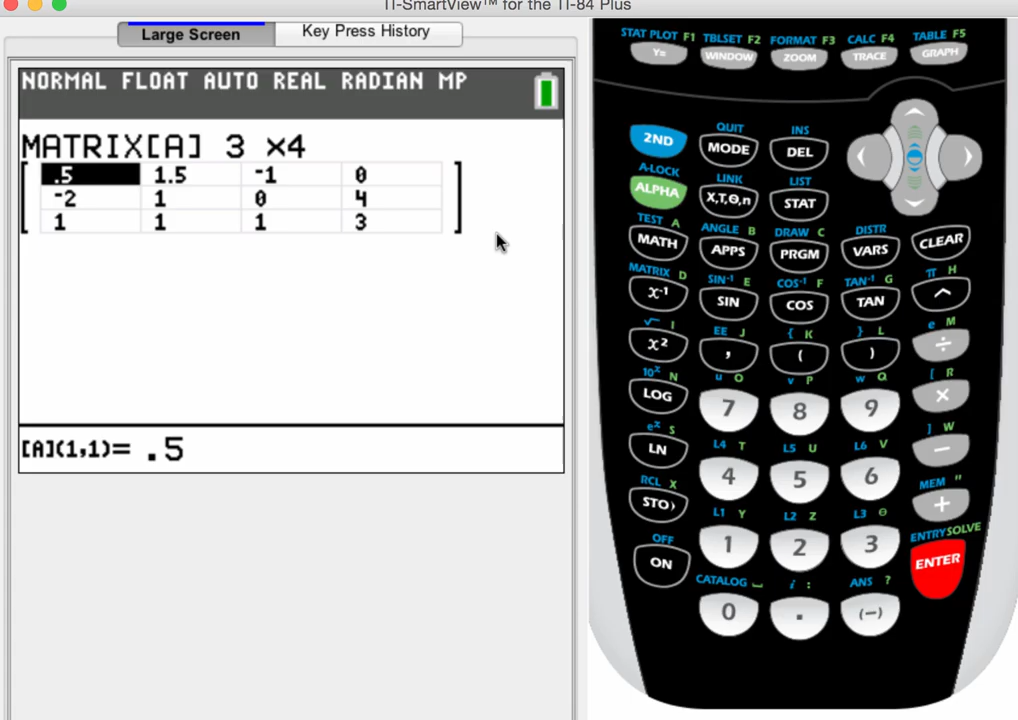 TI-SmartView™ for the TI-84 Plus
Large Screen
Key Press History
NORMAL FLOAT AUTO REAL RADIAN MP
MATRIX[A] 3 ×4
.5 1.5 -1 0
-2 1 0 4
1 1 1 3
[A](1,1)= .5
STAT PLOT F1 TBLSET F2 FORMAT F3 CALC F4 TABLE F5
Y= WINDOW ZOOM TRACE GRAPH
QUIT INS
2ND MODE DEL
A-LOCK LINK LIST
ALPHA X,T,Θ,n STAT
TEST A ANGLE B DRAW C DISTR
MATH APPS PRGM VARS CLEAR
MATRIX D SIN⁻¹ E COS⁻¹ F TAN⁻¹ G π H
x⁻¹ SIN COS TAN ^
√ I EE J { K } L e M
x² , ( ) ÷
10ˣ N u O v P w Q [ R
LOG 7 8 9 ×
eˣ S L4 T L5 U L6 V ] W
LN 4 5 6 −
RCL X L1 Y L2 Z L3 Θ MEM "
STO› 1 2 3 +
OFF CATALOG ⎵ i : ANS ? ENTRY SOLVE
ON 0 . (−) ENTER